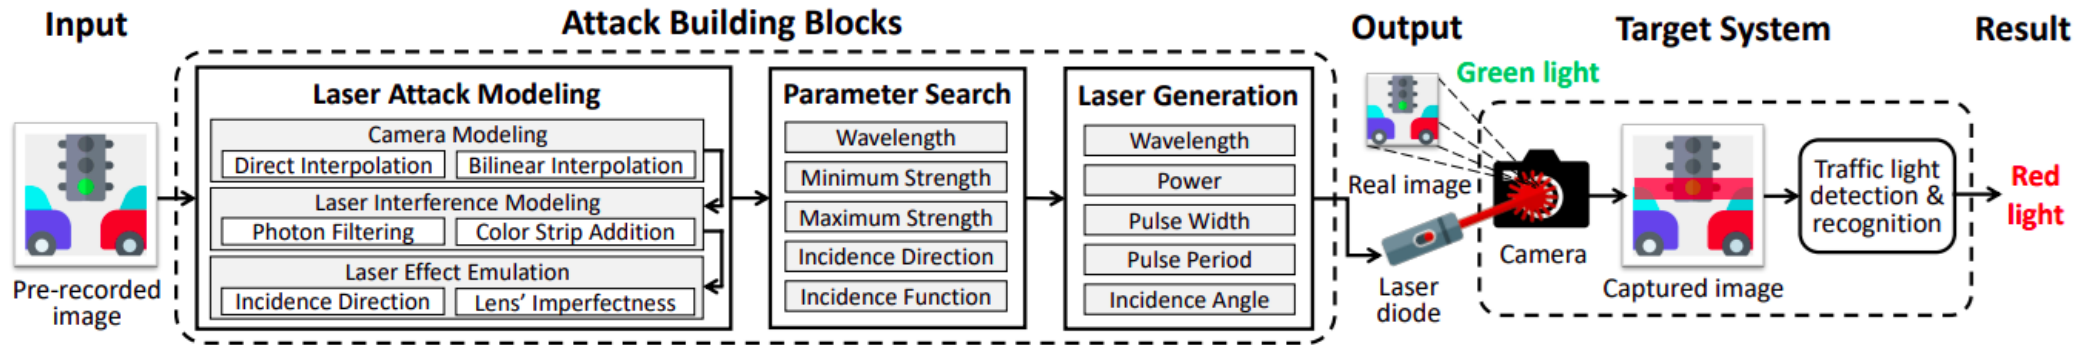 Input
Attack Building Blocks
Output
Target System
Result
Laser Attack Modeling
Camera Modeling
Direct Interpolation
Bilinear Interpolation
Laser Interference Modeling
Photon Filtering
Color Strip Addition
Laser Effect Emulation
Incidence Direction
Lens' Imperfectness
Pre-recorded
image
Parameter Search
Wavelength
Minimum Strength
Maximum Strength
Incidence Direction
Incidence Function
Laser Generation
Wavelength
Power
Pulse Width
Pulse Period
Incidence Angle
Green light
Real image
Laser
diode
Camera
Captured image
Traffic light
detection &
recognition
Red
light